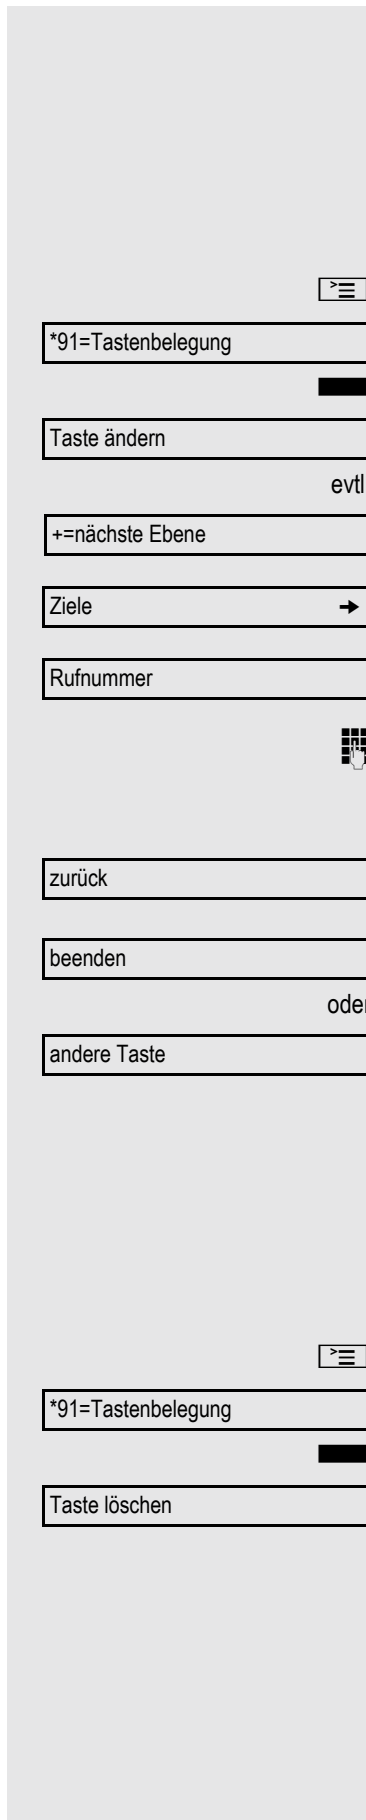 *91=Tastenbelegung
Taste ändern
evtl
+=nächste Ebene
Ziele
Rufnummer
zurück
beenden
oder
andere Taste
*91=Tastenbelegung
Taste löschen